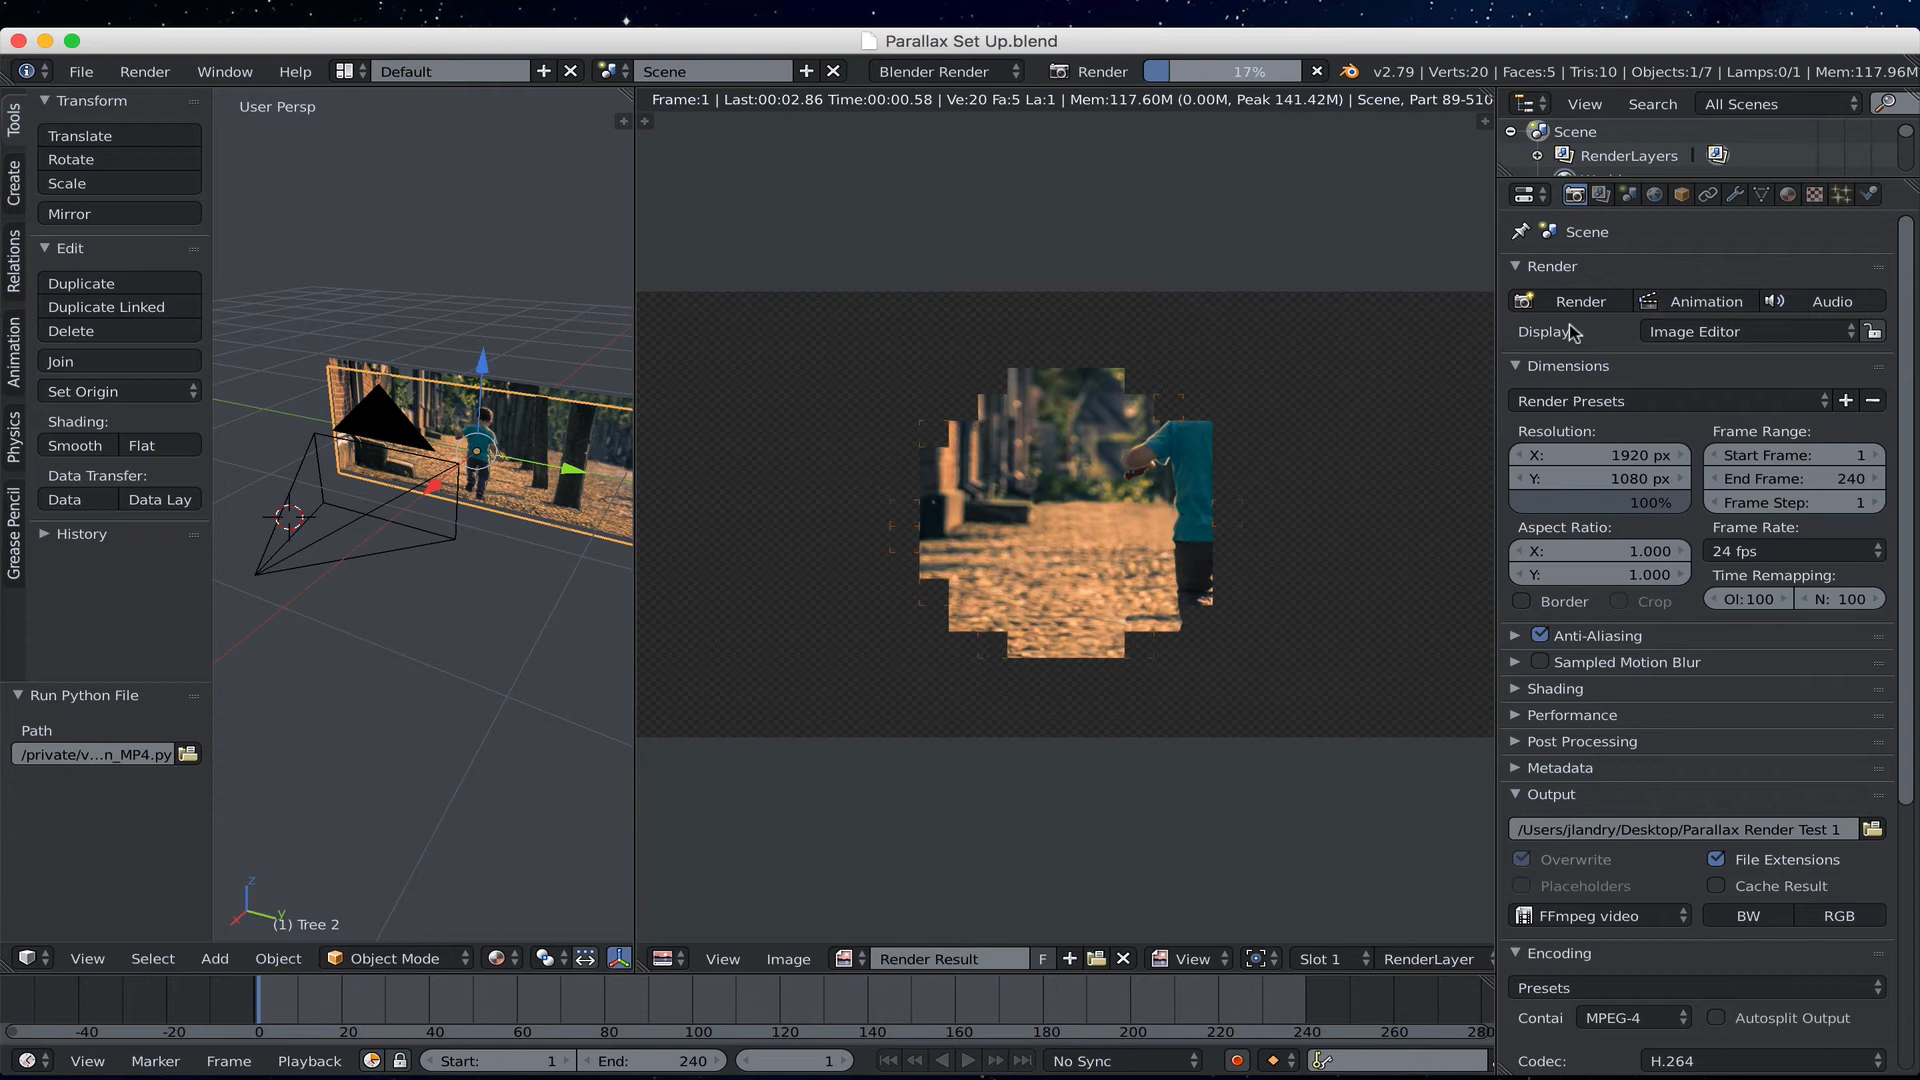 Parallax Set Up.blend
File Render Window Help Default Scene Blender Render Render 17% v2.79 | Verts:20 | Faces:5 | Tris:10 | Objects:1/7 | Lamps:0/1 | Mem:117.96M
Tools
Create
Relations
Animation
Physics
Grease Pencil
Transform
Translate
Rotate
Scale
Mirror
Edit
Duplicate
Duplicate Linked
Delete
Join
Set Origin
Shading:
Smooth Flat
Data Transfer:
Data Data Lay
History
Run Python File
Path
/private/v...n_MP4.py
User Persp
z
y
(1) Tree 2
View Select Add Object Object Mode
Frame:1 | Last:00:02.86 Time:00:00.58 | Ve:20 Fa:5 La:1 | Mem:117.60M (0.00M, Peak 141.42M) | Scene, Part 89-510
View Image Render Result F View Slot 1 RenderLayer
View Search All Scenes
Scene
RenderLayers
Scene
Render
Render Animation Audio
Display: Image Editor
Dimensions
Render Presets
Resolution: Frame Range:
X: 1920 px Start Frame: 1
Y: 1080 px End Frame: 240
100% Frame Step: 1
Aspect Ratio: Frame Rate:
X: 1.000 24 fps
Y: 1.000 Time Remapping:
Border Crop Ol:100 N: 100
Anti-Aliasing
Sampled Motion Blur
Shading
Performance
Post Processing
Metadata
Output
/Users/jlandry/Desktop/Parallax Render Test 1
Overwrite File Extensions
Placeholders Cache Result
FFmpeg video BW RGB
Encoding
Presets
Contai MPEG-4 Autosplit Output
Codec: H.264
-40 -20 0 20 40 60 80 100 120 140 160 180 200 220 240 260 280
View Marker Frame Playback Start: 1 End: 240 1 No Sync